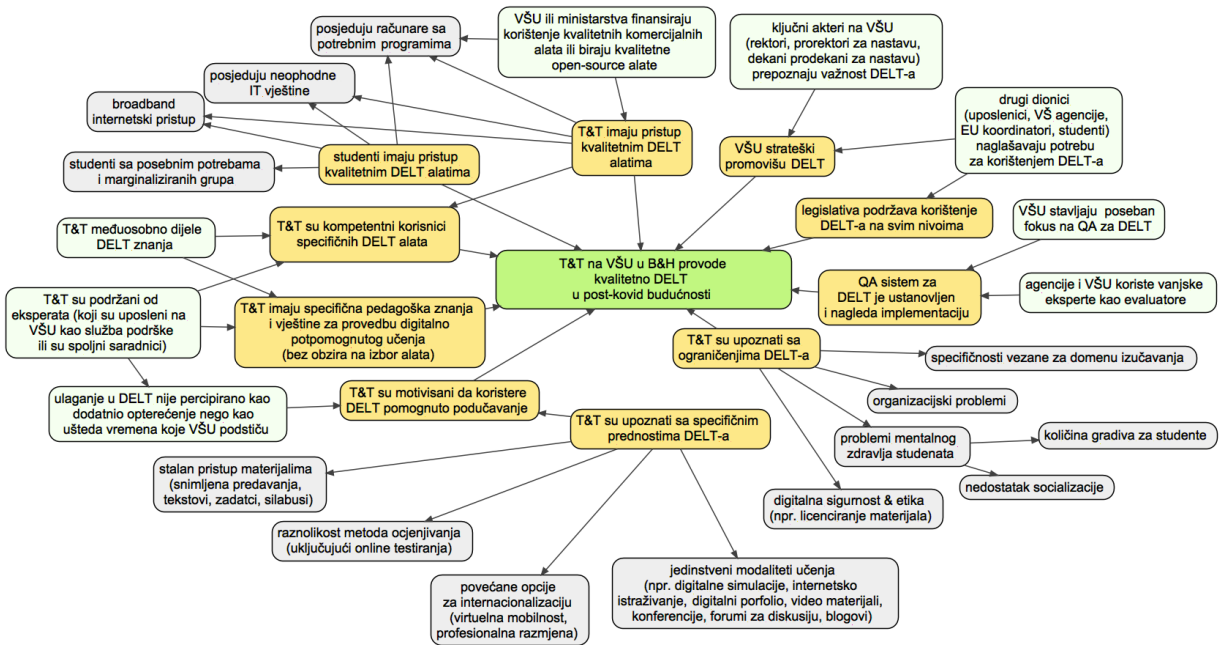 posjeduju računare sa
potrebnim programima
VŠU ili ministarstva finansiraju
korištenje kvalitetnih komercijalnih
alata ili biraju kvalitetne
open-source alate
ključni akteri na VŠU
(rektori, prorektori za nastavu,
dekani prodekani za nastavu)
prepoznaju važnost DELT-a
posjeduju neophodne
IT vještine
broadband
internetski pristup
drugi dionici
(uposlenici, VŠ agencije,
EU koordinatori, studenti)
naglašavaju potrebu
za korištenjem DELT-a
T&T imaju pristup
kvalitetnim DELT
alatima
VŠU strateški
promovišu DELT
studenti sa posebnim potrebama
i marginaliziranih grupa
studenti imaju pristup
kvalitetnim DELT alatima
T&T međuosobno dijele
DELT znanja
T&T su kompetentni korisnici
specifičnih DELT alata
legislativa podržava korištenje
DELT-a na svim nivoima
VŠU stavljaju poseban
fokus na QA za DELT
T&T na VŠU u B&H provode
kvalitetno DELT
u post-kovid budućnosti
QA sistem za
DELT je ustanovljen
i nagleda implementaciju
agencije i VŠU koriste vanjske
eksperte kao evaluatore
T&T su podržani od
eksperata (koji su uposleni na
VŠU kao služba podrške
ili su spoljni saradnici)
T&T imaju specifična pedagoška znanja
i vještine za provedbu digitalno
potpomognutog učenja
(bez obzira na izbor alata)
T&T su upoznati sa
ograničenjima DELT-a
specifičnosti vezane za domenu izučavanja
ulaganje u DELT nije percipirano kao
dodatno opterećenje nego kao
ušteda vremena koje VŠU podstiču
T&T su motivisani da koristere
DELT pomognuto podučavanje
organizacijski problemi
T&T su upoznati sa specifičnim
prednostima DELT-a
problemi mentalnog
zdravlja studenata
količina gradiva za studente
stalan pristup materijalima
(snimljena predavanja,
tekstovi, zadatci, silabusi)
nedostatak socializacije
digitalna sigurnost & etika
(npr. licenciranje materijala)
raznolikost metoda ocjenjivanja
(uključujući online testiranja)
povećane opcije
za internacionalizaciju
(virtuelna mobilnost,
profesionalna razmjena)
jedinstveni modaliteti učenja
(npr. digitalne simulacije, internetsko
istraživanje, digitalni porfolio, video materijali,
konferencije, forumi za diskusiju, blogovi)